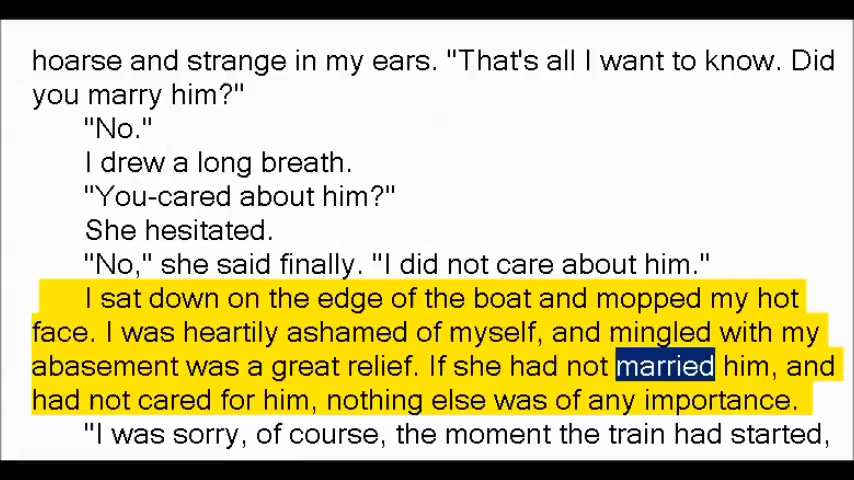 hoarse and strange in my ears. "That's all I want to know. Did
you marry him?"
"No."
I drew a long breath.
"You-cared about him?"
She hesitated.
"No," she said finally. "I did not care about him."
I sat down on the edge of the boat and mopped my hot
face. I was heartily ashamed of myself, and mingled with my
abasement was a great relief. If she had not married him, and
had not cared for him, nothing else was of any importance.
"I was sorry, of course, the moment the train had started,